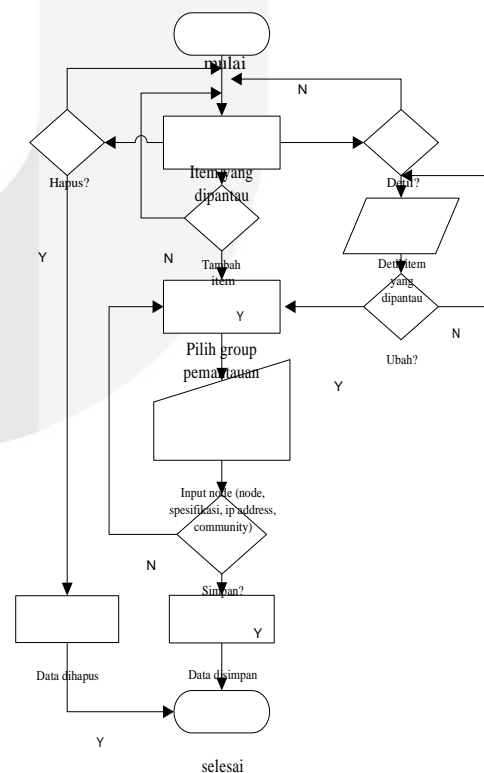 mulai
N
Item yang
dipantau
Hapus?
Detil?
Y
N
Tambah
item
Detil item
yang
dipantau
Y
N
Ubah?
Pilih group
pemantauan
Y
Input node (node,
spesifikasi, ip address,
community)
N
Simpan?
Y
Data dihapus
Data disimpan
Y
selesai